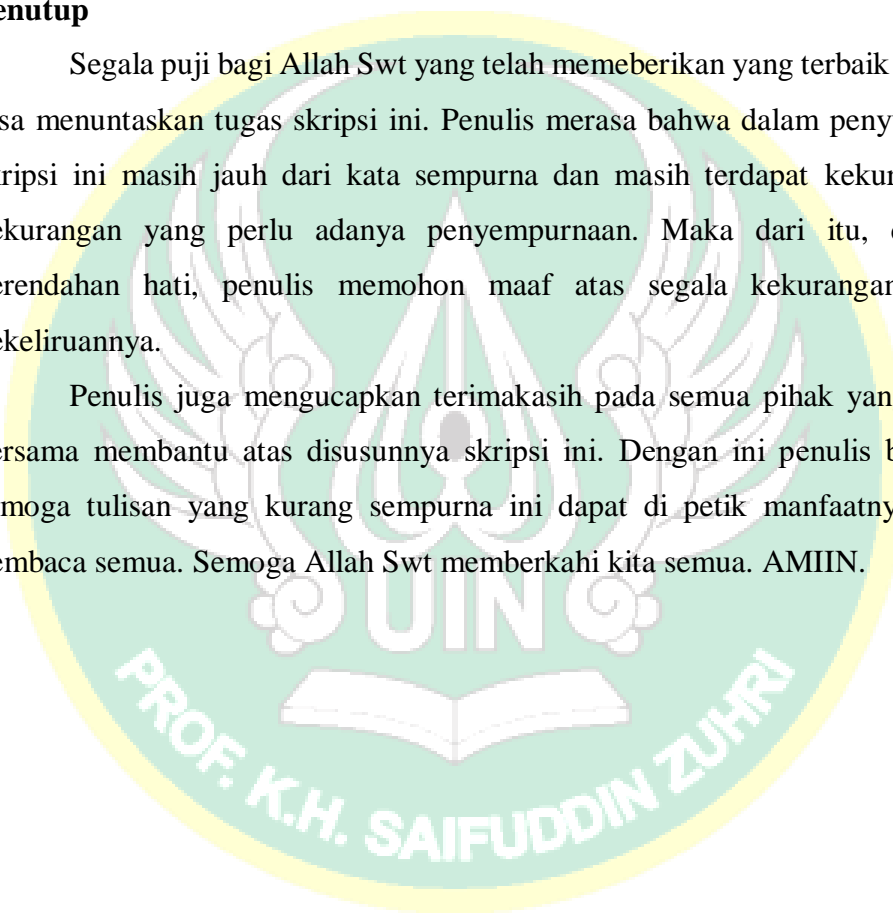 enutup
Segala puji bagi Allah Swt yang telah memeberikan yang terbaik
sa menuntaskan tugas skripsi ini. Penulis merasa bahwa dalam peny
kripsi ini masih jauh dari kata sempurna dan masih terdapat kekur
ekurangan yang perlu adanya penyempurnaan. Maka dari itu,
erendahan hati, penulis memohon maaf atas segala kekurangan
ekeliruannya.
Penulis juga mengucapkan terimakasih pada semua pihak yan
ersama membantu atas disusunnya skripsi ini. Dengan ini penulis b
emoga tulisan yang kurang sempurna ini dapat di petik manfaatny
embaca semua. Semoga Allah Swt memberkahi kita semua. AMIIN.
UIN
PROF. K.H. SAIFUDDIN ZUHRI